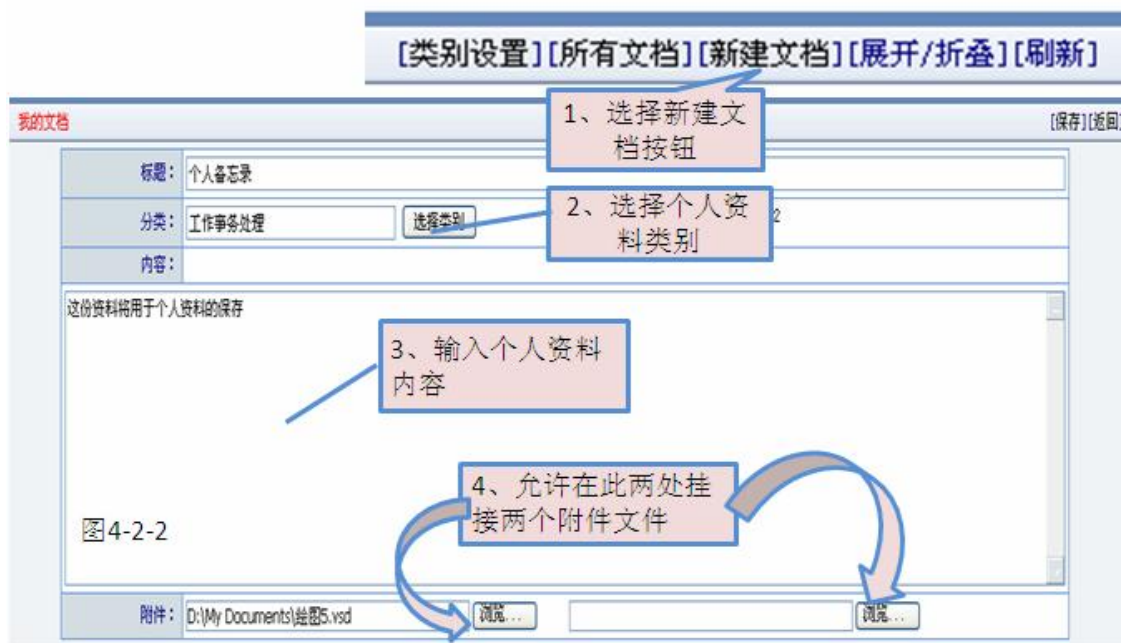 [类别设置][所有文档][新建文档][展开/折叠][刷新]
1、选择新建文
档按钮
我的文档
[保存][返回]
标题：
个人备忘录
分类：
工作事务处理
选择类别
2、选择个人资
料类别
2
内容：
这份资料将用于个人资料的保存
3、输入个人资料
内容
4、允许在此两处挂
接两个附件文件
图4-2-2
附件：
D:\My Documents\绘图5.vsd
浏览...
浏览...